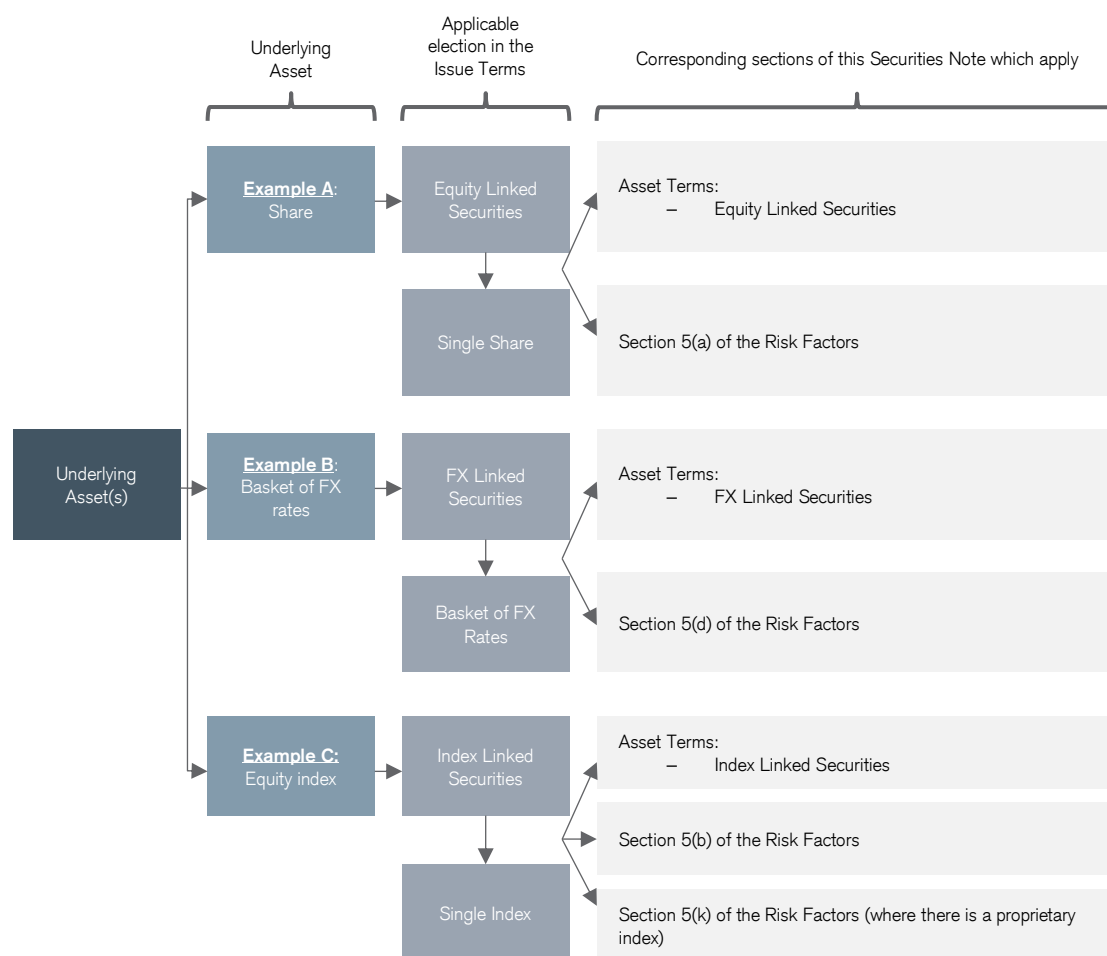 Underlying
Asset
Applicable
election in the
Issue Terms
Corresponding sections of this Securities Note which apply
Underlying
Asset(s)
Example A:
Share
Equity Linked
Securities
Single Share
Asset Terms:
– Equity Linked Securities
Section 5(a) of the Risk Factors
Example B:
Basket of FX
rates
FX Linked
Securities
Basket of FX
Rates
Asset Terms:
– FX Linked Securities
Section 5(d) of the Risk Factors
Example C:
Equity index
Index Linked
Securities
Single Index
Asset Terms:
– Index Linked Securities
Section 5(b) of the Risk Factors
Section 5(k) of the Risk Factors (where there is a proprietary
index)